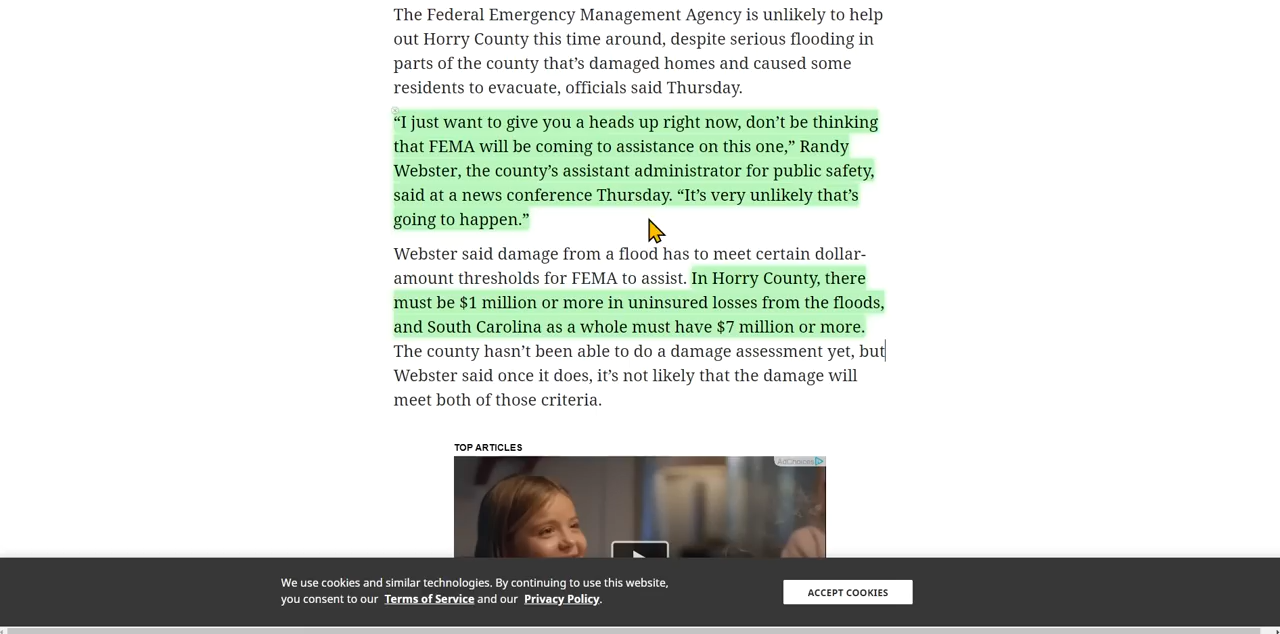 The Federal Emergency Management Agency is unlikely to help
out Horry County this time around, despite serious flooding in
parts of the county that’s damaged homes and caused some
residents to evacuate, officials said Thursday.
“I just want to give you a heads up right now, don’t be thinking
that FEMA will be coming to assistance on this one,” Randy
Webster, the county’s assistant administrator for public safety,
said at a news conference Thursday. “It’s very unlikely that’s
going to happen.”
Webster said damage from a flood has to meet certain dollar-
amount thresholds for FEMA to assist. In Horry County, there
must be $1 million or more in uninsured losses from the floods,
and South Carolina as a whole must have $7 million or more.
The county hasn’t been able to do a damage assessment yet, but
Webster said once it does, it’s not likely that the damage will
meet both of those criteria.
TOP ARTICLES
AdChoices
We use cookies and similar technologies. By continuing to use this website,
you consent to our Terms of Service and our Privacy Policy.
ACCEPT COOKIES